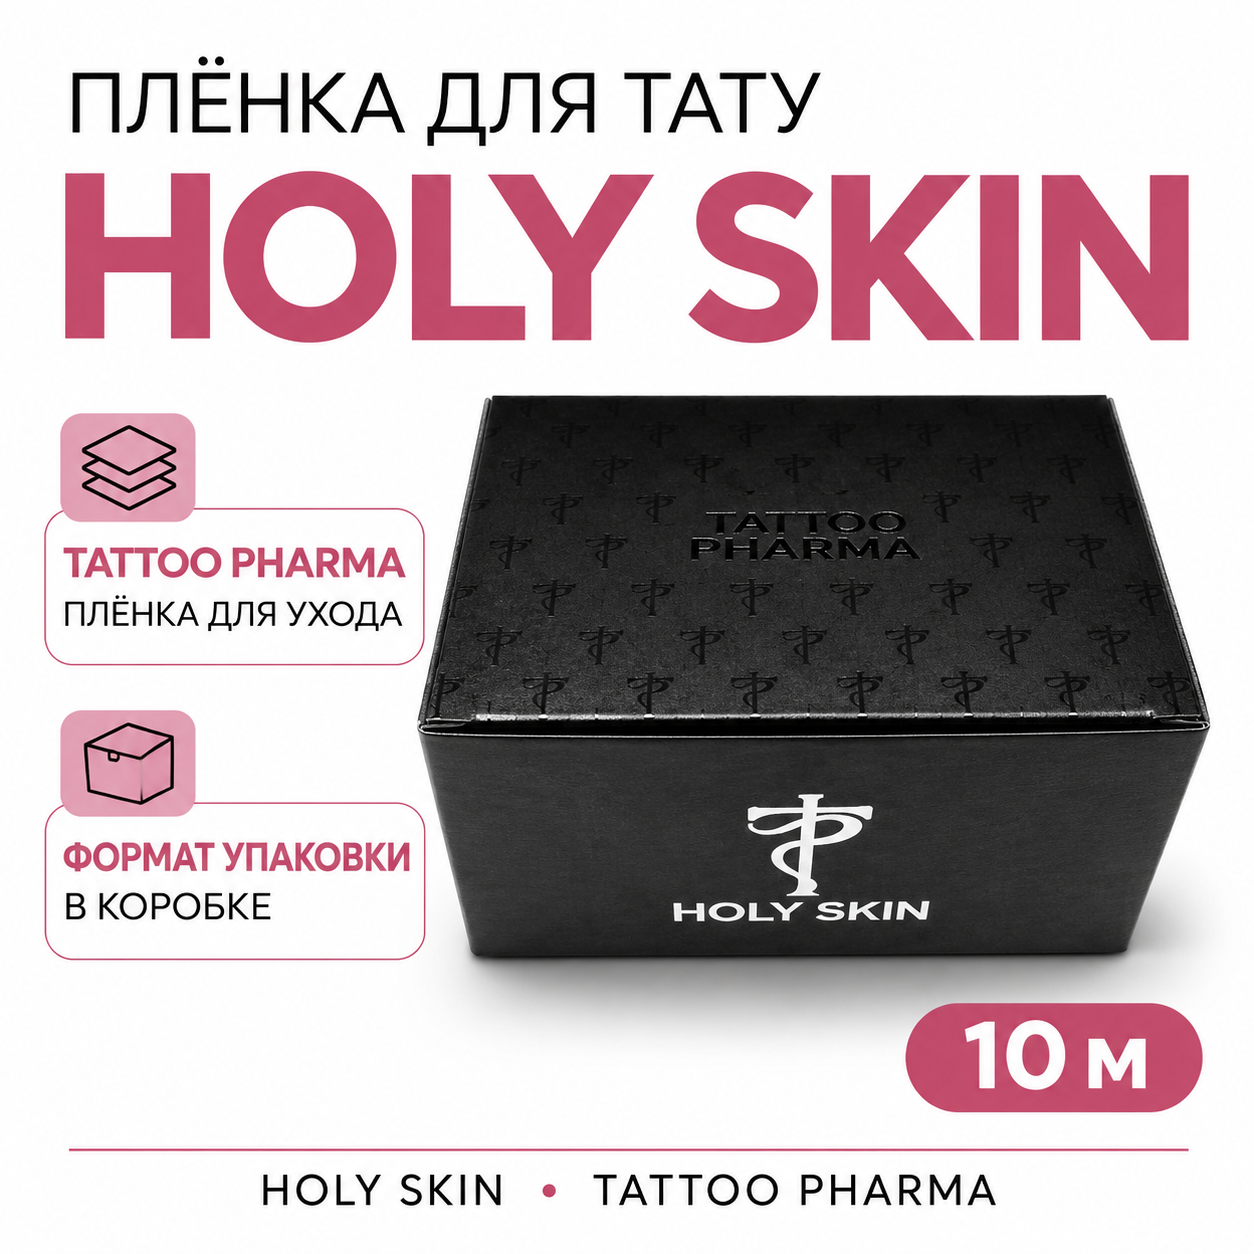 ПЛЁНКА ДЛЯ ТАТУ
HOLY SKIN
TATTOO PHARMA
ПЛЁНКА ДЛЯ УХОДА
ФОРМАТ УПАКОВКИ
В КОРОБКЕ
TATTOO
PHARMA
HOLY SKIN
10 м
HOLY SKIN • TATTOO PHARMA